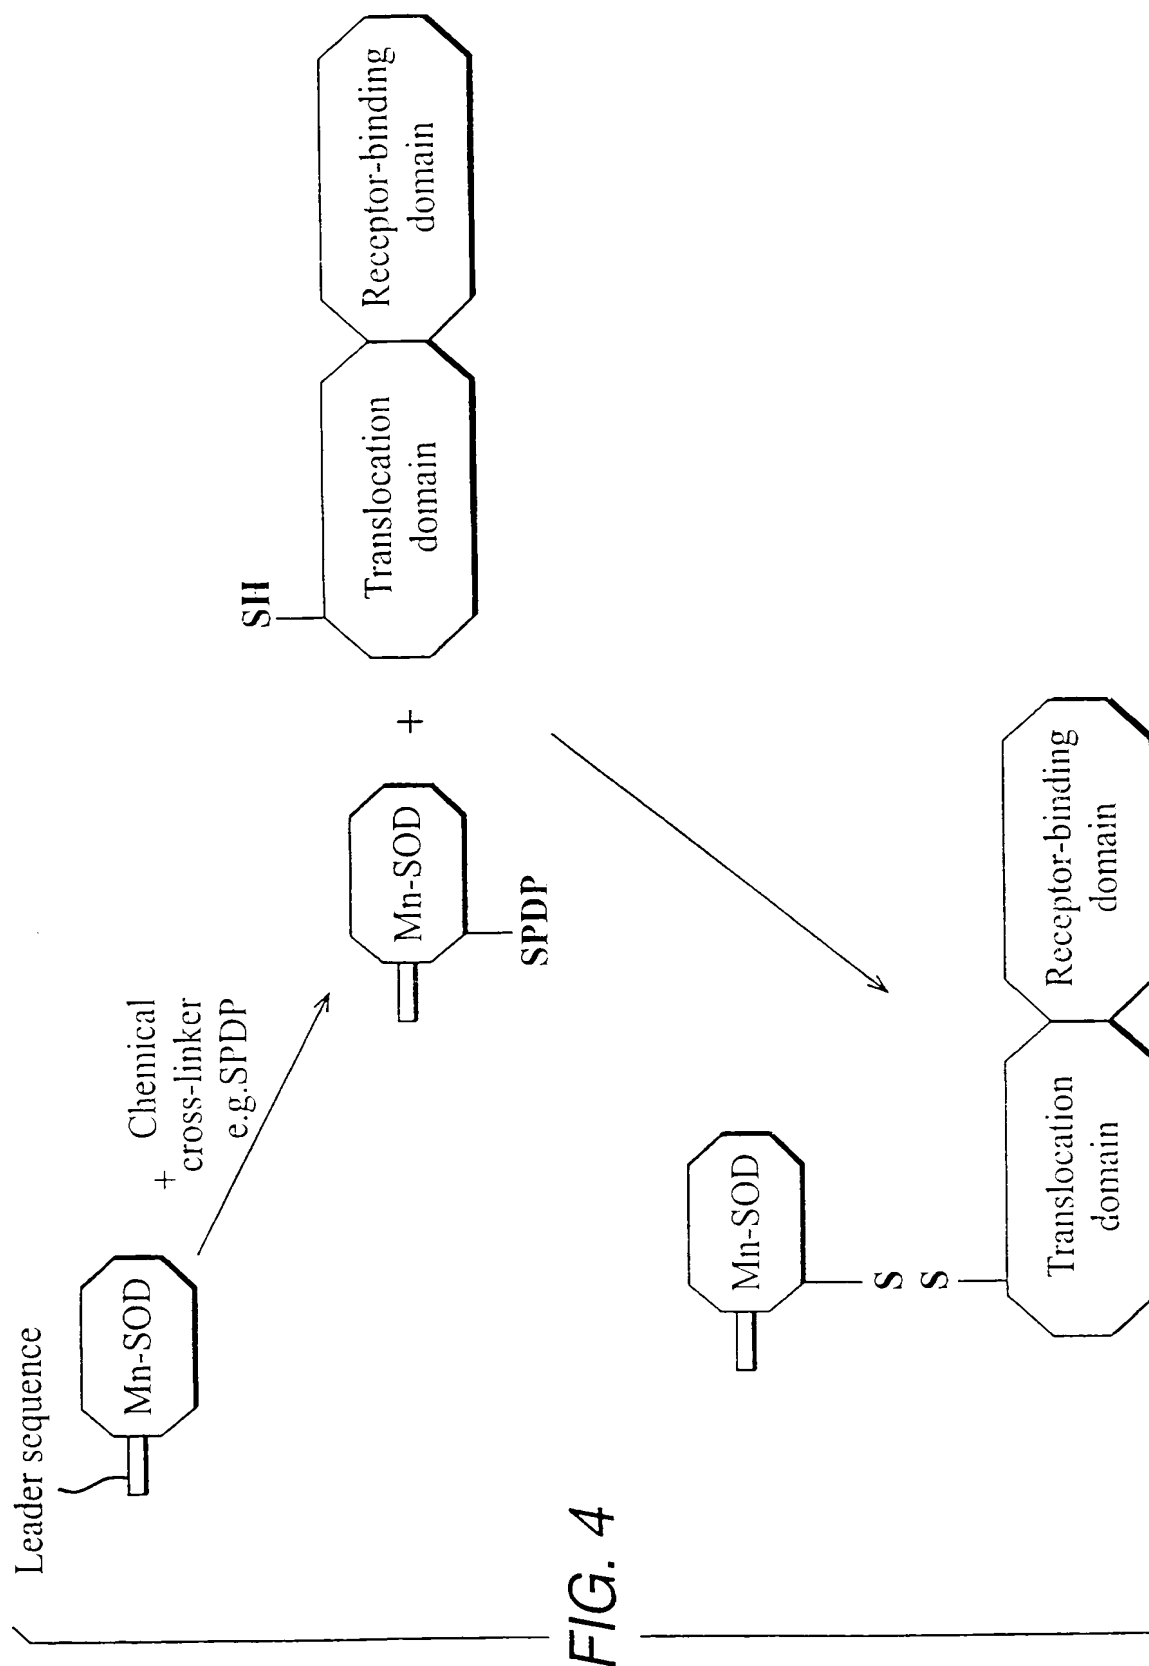 Leader sequence
Mn-SOD
+ Chemical
cross-linker
e.g.SPDP
Mn-SOD
SPDP
+
SH
Translocation
domain
Receptor-binding
domain
Mn-SOD
S
S
Translocation
domain
Receptor-binding
domain
FIG. 4